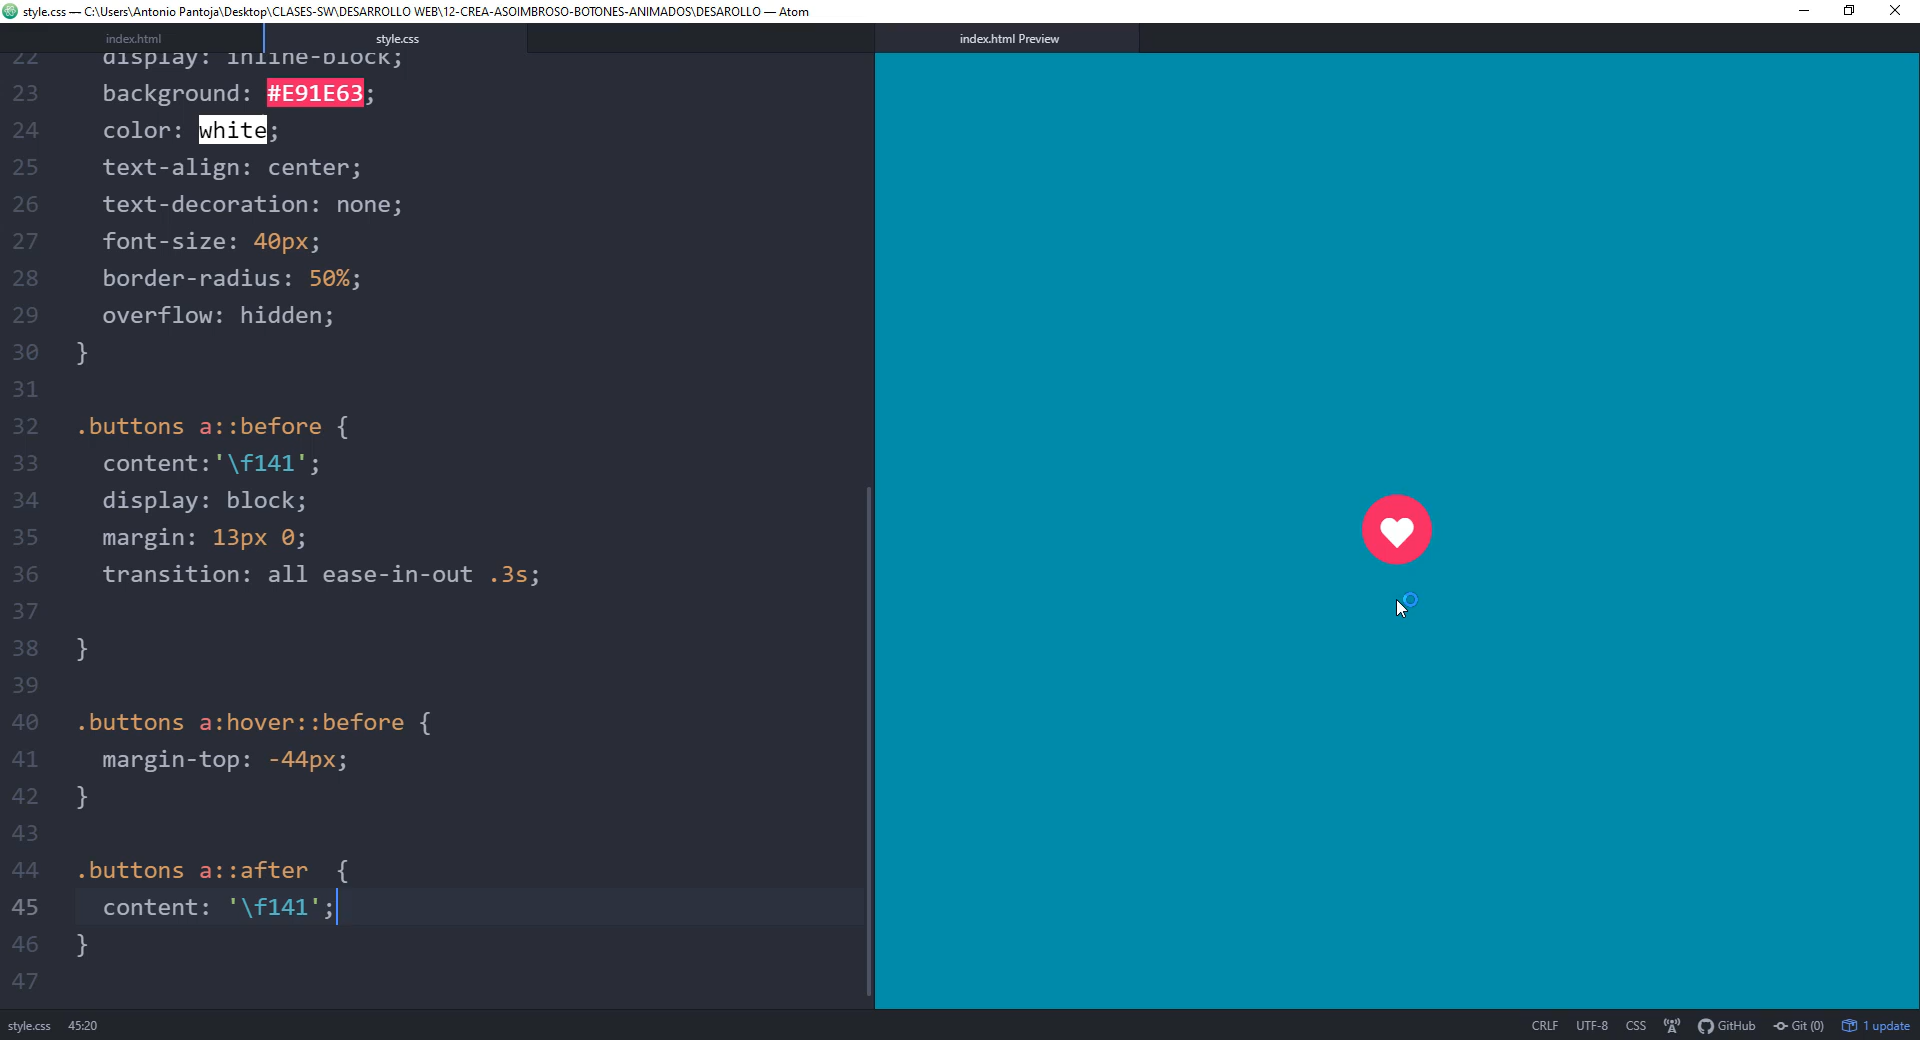 style.css — C:\Users\Antonio Pantoja\Desktop\CLASES-SW\DESARROLLO WEB\12-CREA-ASOIMBROSO-BOTONES-ANIMADOS\DESAROLLO — Atom
index.html
style.css
index.html Preview
22 display: inline-block;
23 background: #E91E63;
24 color: white;
25 text-align: center;
26 text-decoration: none;
27 font-size: 40px;
28 border-radius: 50%;
29 overflow: hidden;
30 }
31
32 .buttons a::before {
33 content:'\f141';
34 display: block;
35 margin: 13px 0;
36 transition: all ease-in-out .3s;
37
38 }
39
40 .buttons a:hover::before {
41 margin-top: -44px;
42 }
43
44 .buttons a::after  {
45 content: '\f141';
46 }
47
style.css 45:20 CRLF UTF-8 CSS GitHub Git (0) 1 update